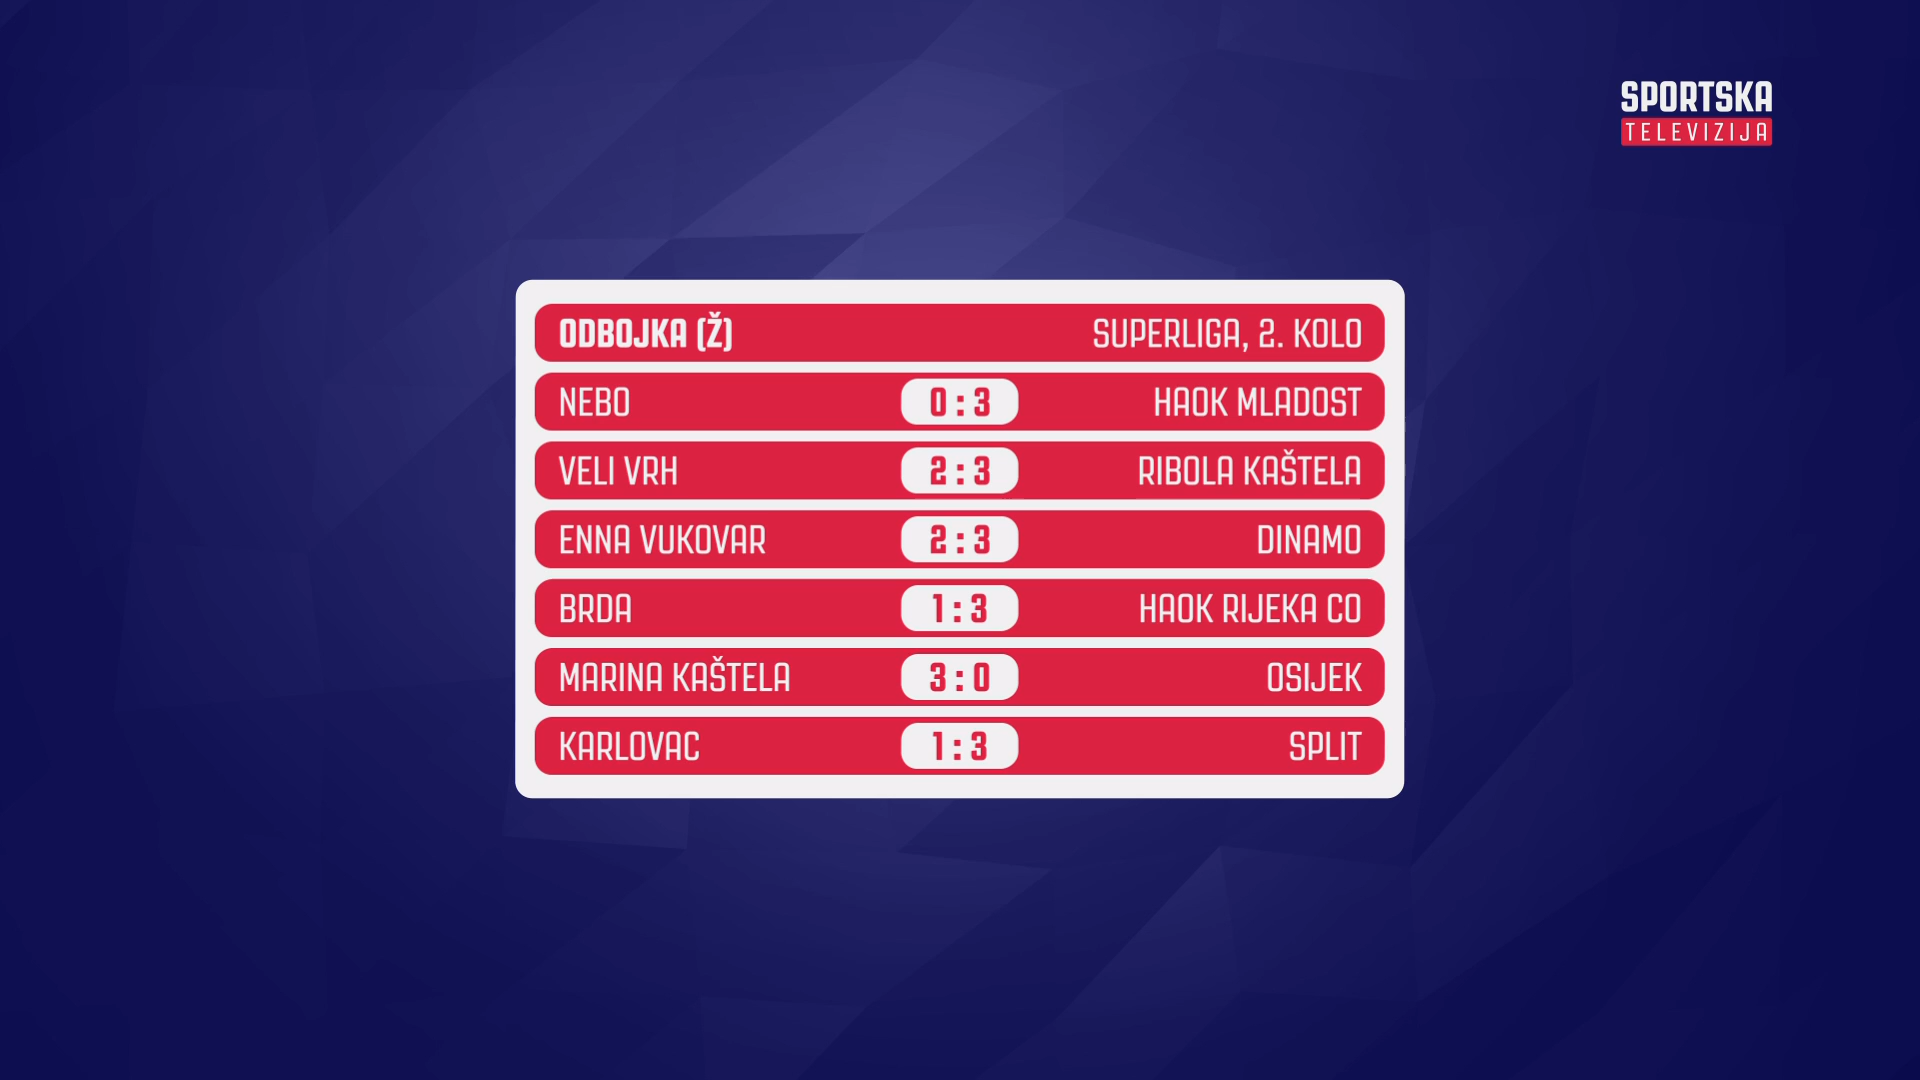 SPORTSKA
TELEVIZIJA
ODBOJKA (Ž) SUPERLIGA, 2. KOLO
NEBO 0 : 3 HAOK MLADOST
VELI VRH 2 : 3 RIBOLA KAŠTELA
ENNA VUKOVAR 2 : 3 DINAMO
BRDA 1 : 3 HAOK RIJEKA CO
MARINA KAŠTELA 3 : 0 OSIJEK
KARLOVAC 1 : 3 SPLIT